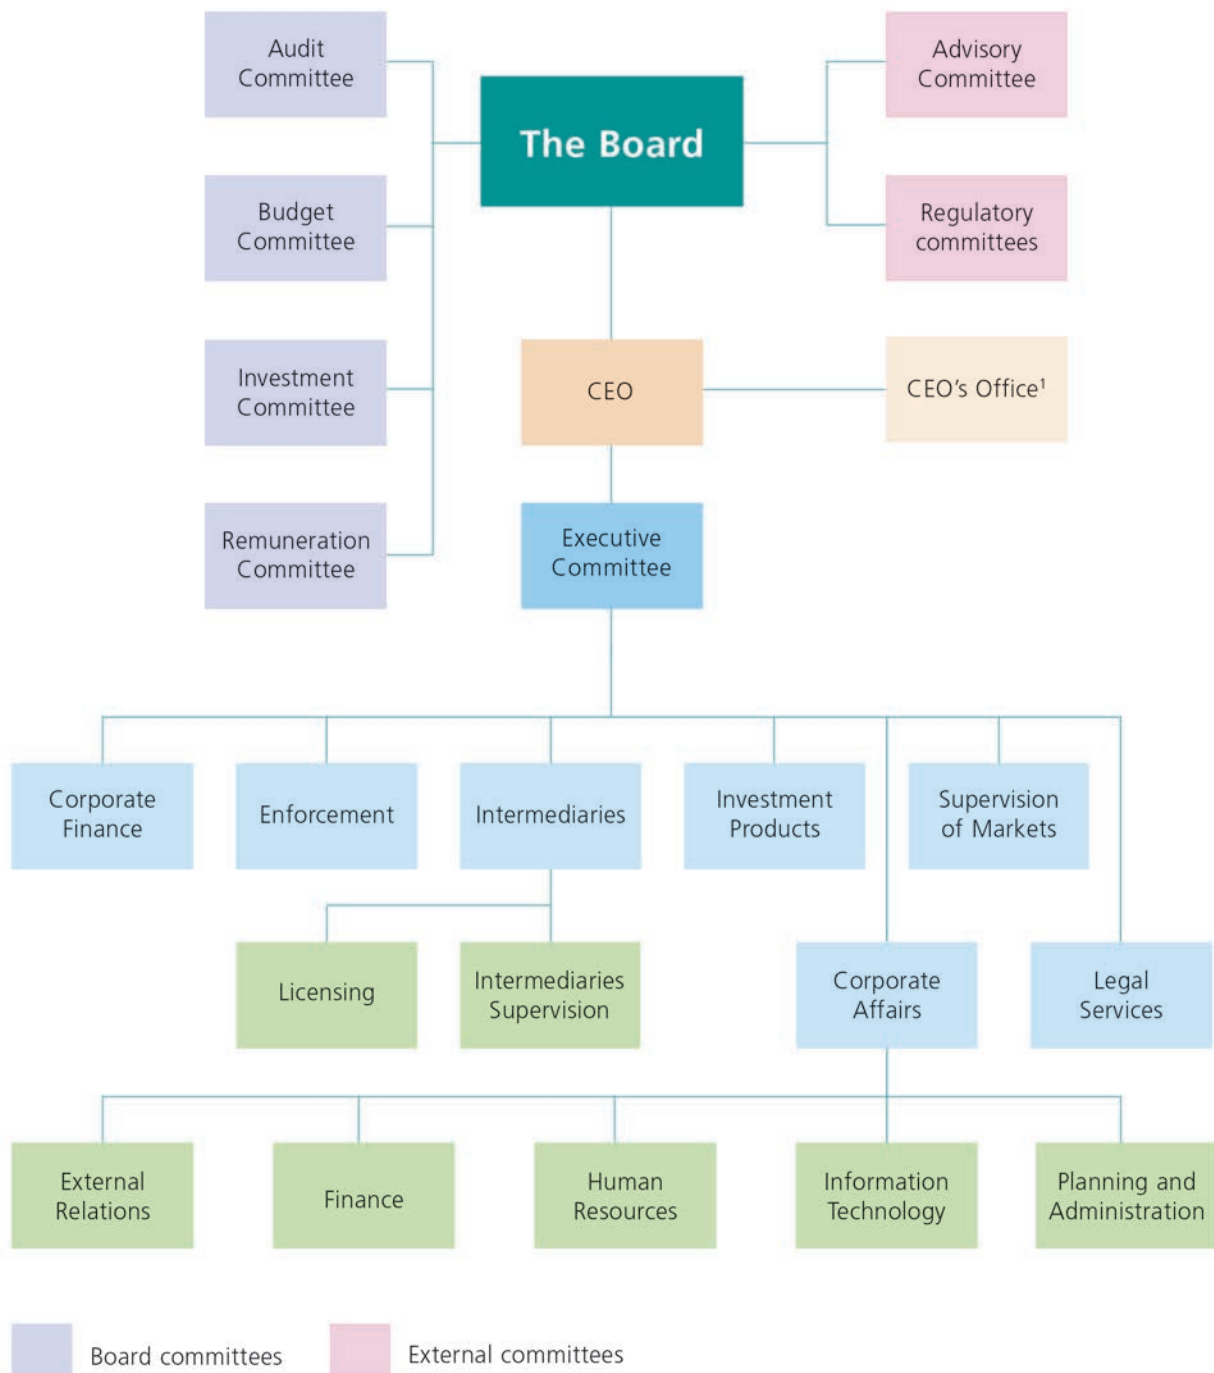 Audit
Committee
Advisory
Committee
The Board
Budget
Committee
Regulatory
committees
Investment
Committee
CEO
CEO’s Office¹
Remuneration
Committee
Executive
Committee
Corporate
Finance
Enforcement
Intermediaries
Investment
Products
Supervision
of Markets
Licensing
Intermediaries
Supervision
Corporate
Affairs
Legal
Services
External
Relations
Finance
Human
Resources
Information
Technology
Planning and
Administration
Board committees
External committees